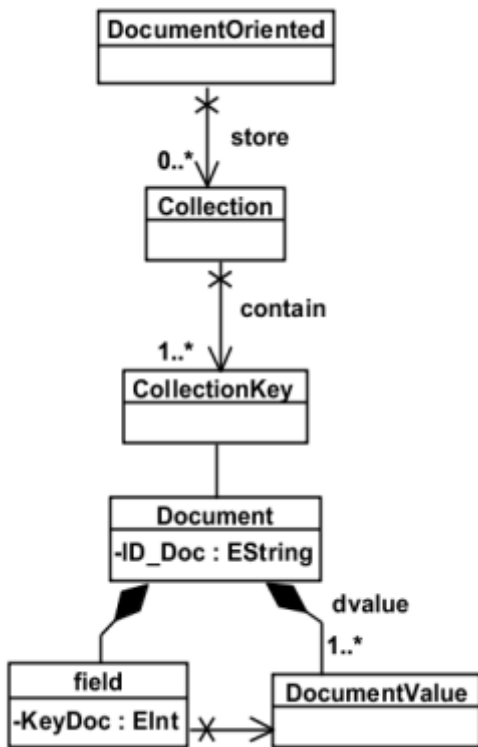 DocumentOriented
store
0..*
Collection
contain
1..*
CollectionKey
Document
-ID_Doc : EString
dvalue
1..*
field
-KeyDoc : EInt
DocumentValue